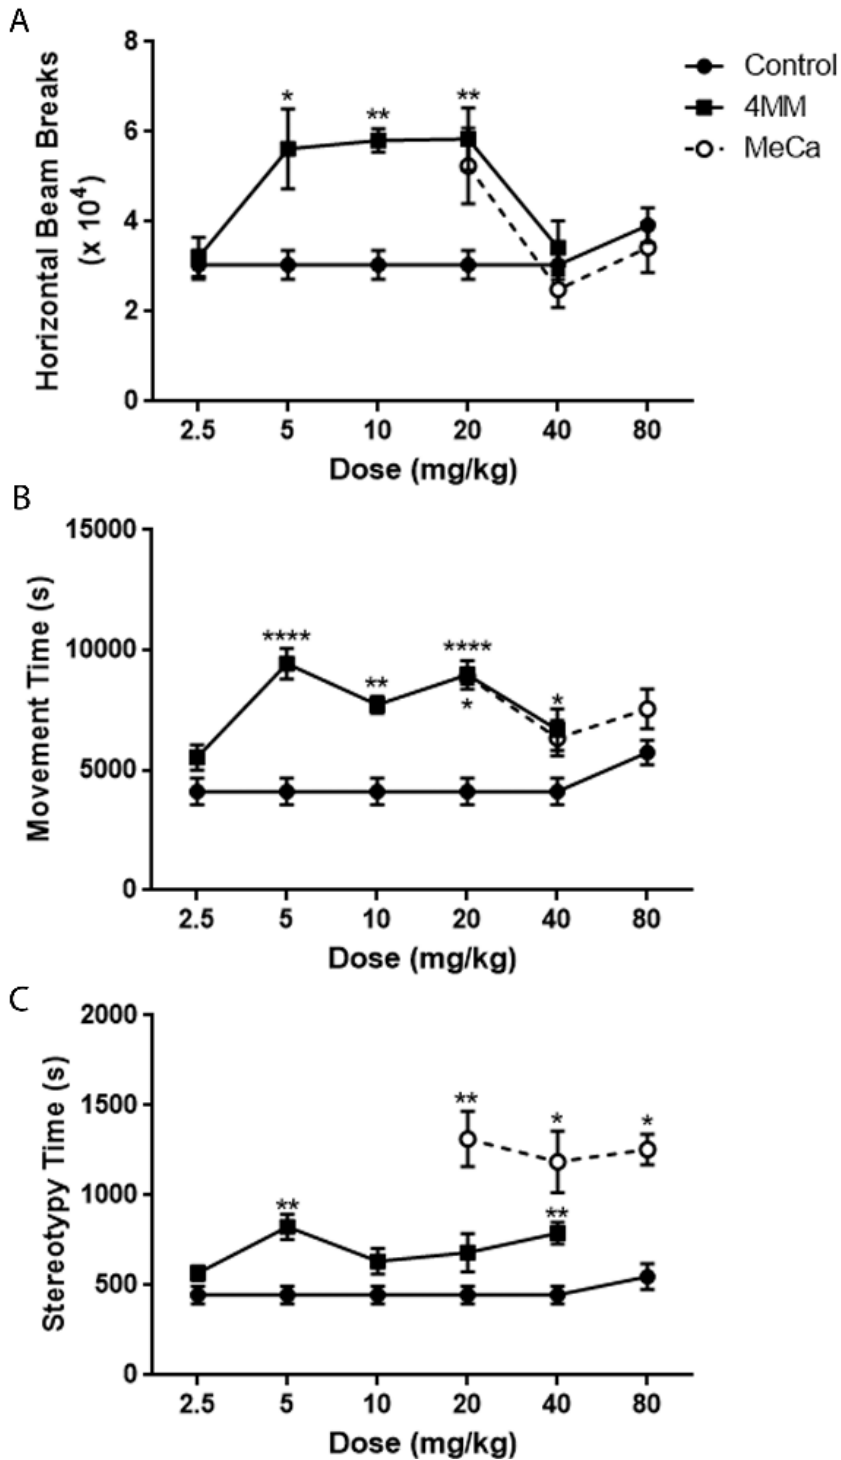 A
8
6
4
2
0
Horizontal Beam Breaks
(x 10⁴)
*
**
**
Control
4MM
MeCa
2.5 5 10 20 40 80
Dose (mg/kg)
B
15000
10000
5000
0
Movement Time (s)
****
**
****
*
*
2.5 5 10 20 40 80
Dose (mg/kg)
C
2000
1500
1000
500
0
Stereotypy Time (s)
**
**
*
*
**
2.5 5 10 20 40 80
Dose (mg/kg)